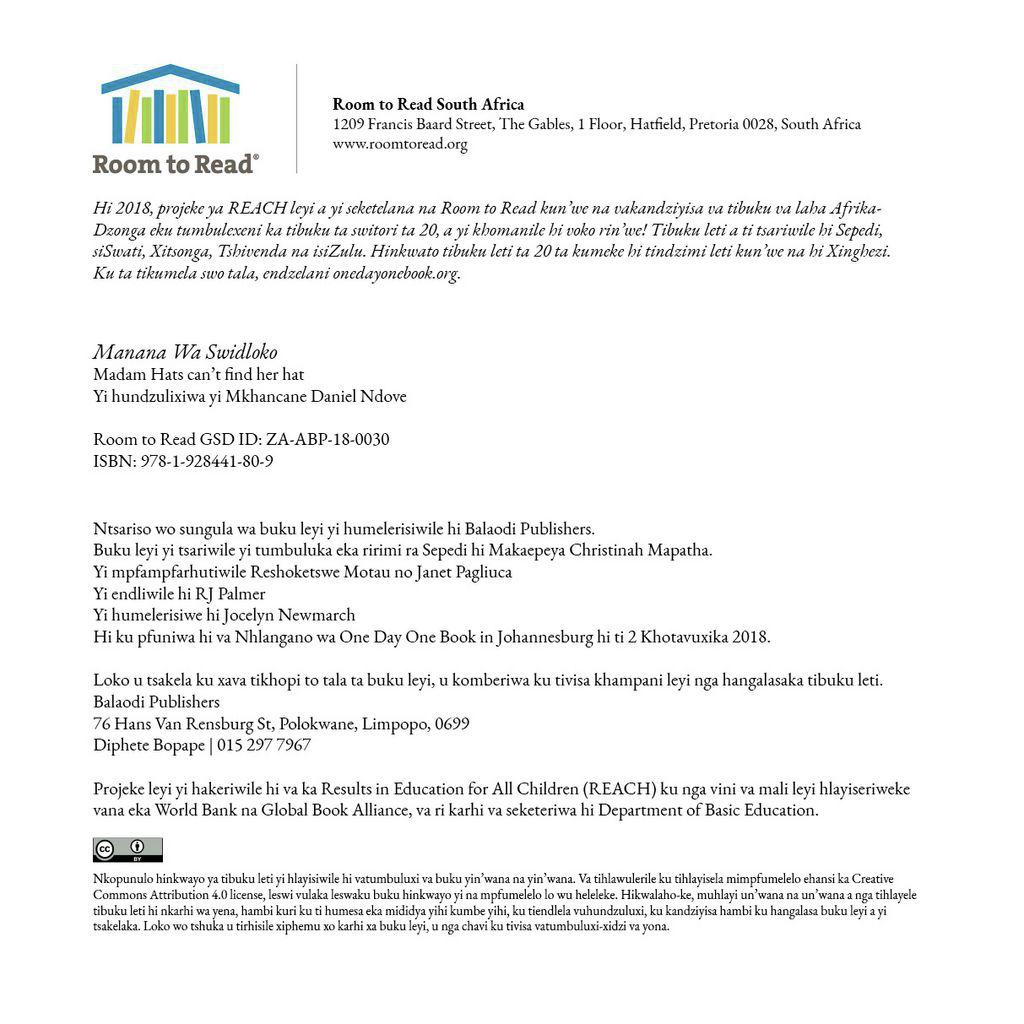 Room to Read®
Room to Read South Africa
1209 Francis Baard Street, The Gables, 1 Floor, Hatfield, Pretoria 0028, South Africa
www.roomtoread.org
Hi 2018, projeke ya REACH leyi a yi seketelana na Room to Read kun’we na vakandziyisa va tibuku va laha Afrika-
Dzonga eku tumbulexeni ka tibuku ta switori ta 20, a yi khomanile hi voko rin’we! Tibuku leti a ti tsariwile hi Sepedi,
siSwati, Xitsonga, Tshivenda na isiZulu. Hinkwato tibuku leti ta 20 ta kumeke hi tindzimi leti kun’we na hi Xinghezi.
Ku ta tikumela swo tala, endzelani onedayonebook.org.
Manana Wa Swidloko
Madam Hats can’t find her hat
Yi hundzulixiwa yi Mkhancane Daniel Ndove
Room to Read GSD ID: ZA-ABP-18-0030
ISBN: 978-1-928441-80-9
Ntsariso wo sungula wa buku leyi yi humelerisiwile hi Balaodi Publishers.
Buku leyi yi tsariwile yi tumbuluka eka ririmi ra Sepedi hi Makaepeya Christinah Mapatha.
Yi mpfampfarhutiwile Reshoketswe Motau no Janet Pagliuca
Yi endliwile hi RJ Palmer
Yi humelerisiwe hi Jocelyn Newmarch
Hi ku pfuniwa hi va Nhlangano wa One Day One Book in Johannesburg hi ti 2 Khotavuxika 2018.
Loko u tsakela ku xava tikhopi to tala ta buku leyi, u komberiwa ku tivisa khampani leyi nga hangalasaka tibuku leti.
Balaodi Publishers
76 Hans Van Rensburg St, Polokwane, Limpopo, 0699
Diphete Bopape | 015 297 7967
Projeke leyi yi hakeriwile hi va ka Results in Education for All Children (REACH) ku nga vini va mali leyi hlayiseriweke
vana eka World Bank na Global Book Alliance, va ri karhi va seketeriwa hi Department of Basic Education.
cc BY
Nkopunulo hinkwayo ya tibuku leti yi hlayisiwile hi vatumbuluxi va buku yin’wana na yin’wana. Va tihlawulerile ku tihlayisela mimpfumelelo ehansi ka Creative
Commons Attribution 4.0 license, leswi vulaka leswaku buku hinkwayo yi na mpfumelelo lo wu heleleke. Hikwalaho-ke, muhlayi un’wana na un’wana a nga tihlayele
tibuku leti hi nkarhi wa yena, hambi kuri ku ti humesa eka mididya yihi kumbe yihi, ku tiendlela vuhundzuluxi, ku kandziyisa hambi ku hangalasa buku leyi a yi
tsakelaka. Loko wo tshuka u tirhisile xiphemu xo karhi xa buku leyi, u nga chavi ku tivisa vatumbuluxi-xidzi va yona.